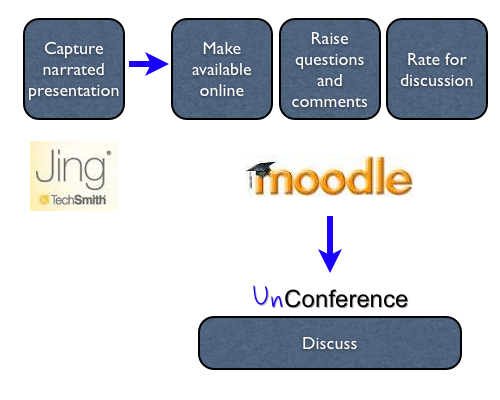 Capture
narrated
presentation
Make
available
online
Raise
questions
and
comments
Rate for
discussion
Jing
TechSmith
moodle
UnConference
Discuss